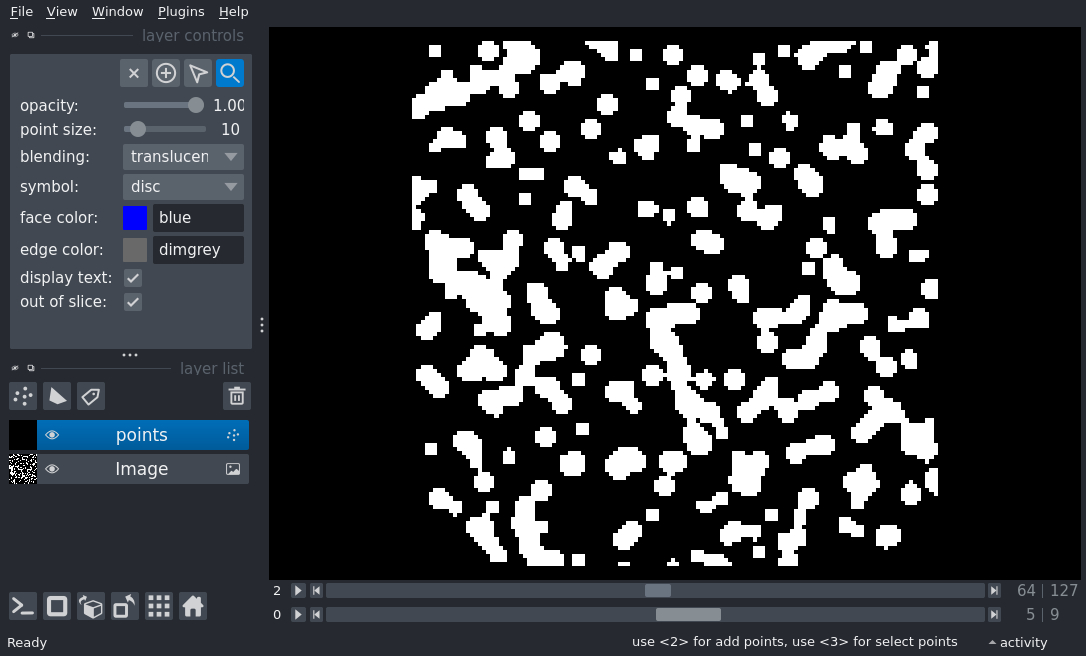 File View Window Plugins Help
layer controls
opacity: 1.00
point size: 10
blending: translucen
symbol: disc
face color: blue
edge color: dimgrey
display text:
out of slice:
layer list
points
Image
2 64 127
0 5 9
Ready use <2> for add points, use <3> for select points activity